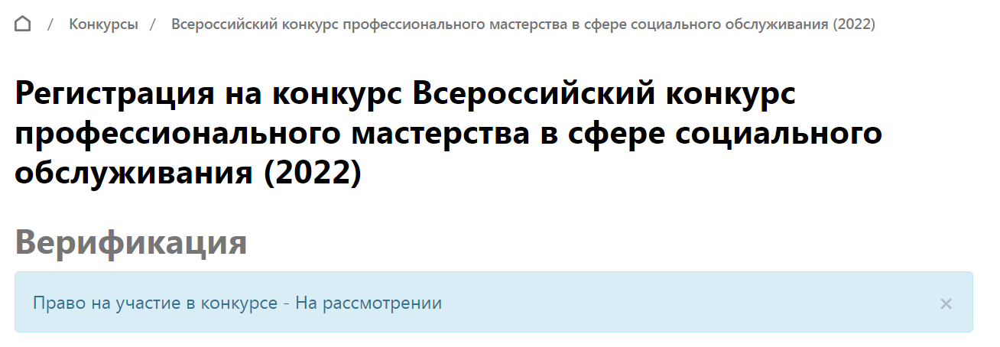 / Конкурсы / Всероссийский конкурс профессионального мастерства в сфере социального обслуживания (2022)
Регистрация на конкурс Всероссийский конкурс
профессионального мастерства в сфере социального
обслуживания (2022)
Верификация
Право на участие в конкурсе - На рассмотрении ×